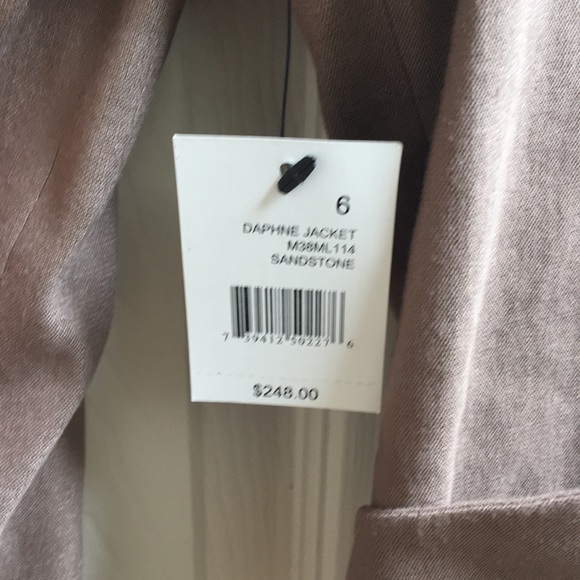 6
DAPHNE JACKET
M38ML114
SANDSTONE
7 39412 50227 6
$248.00